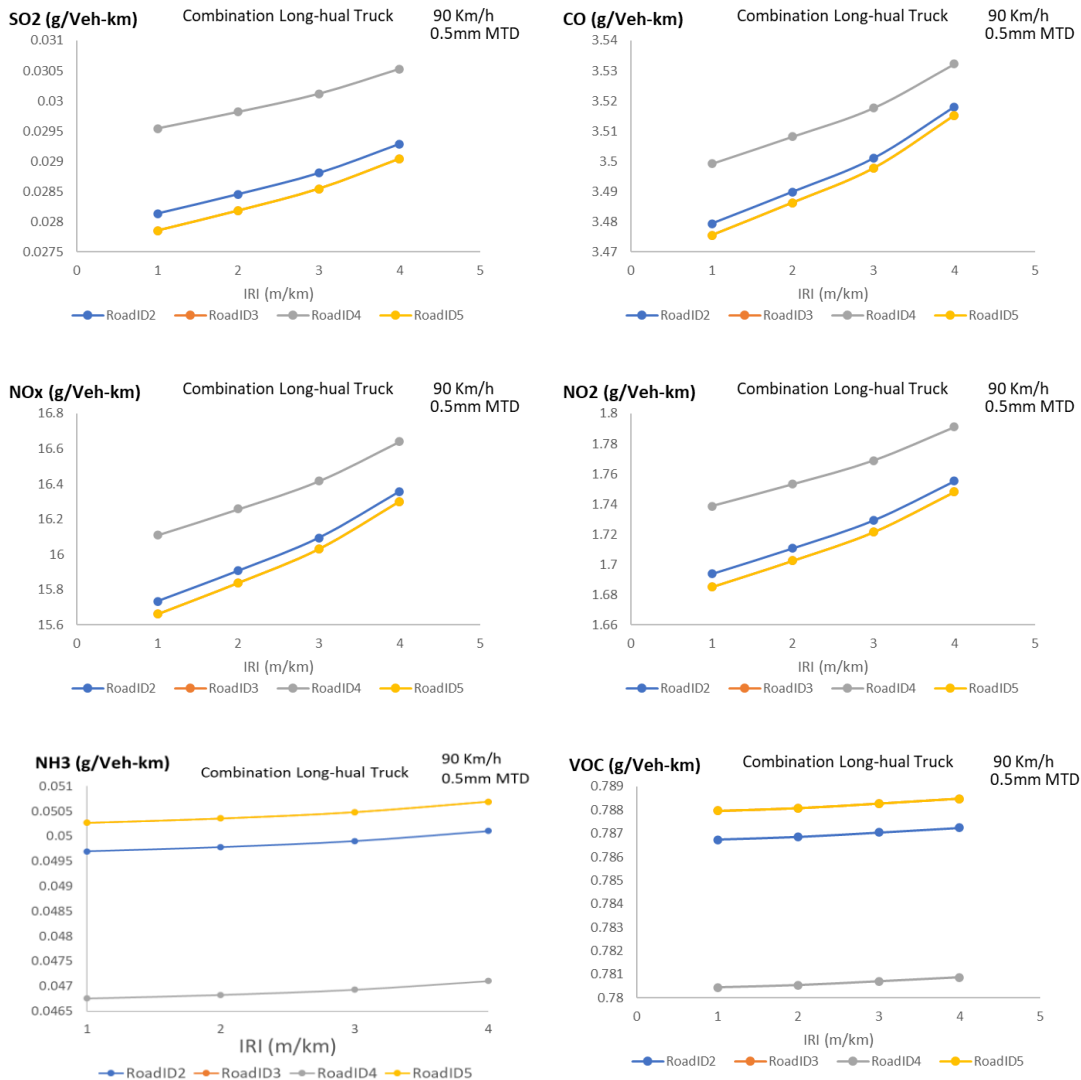 SO2 (g/Veh-km)
Combination Long-hual Truck
90 Km/h
0.5mm MTD
0.031
0.0305
0.03
0.0295
0.029
0.0285
0.028
0.0275
0 1 2 3 4 5
IRI (m/km)
RoadID2 RoadID3 RoadID4 RoadID5
CO (g/Veh-km)
Combination Long-hual Truck
90 Km/h
0.5mm MTD
3.54
3.53
3.52
3.51
3.5
3.49
3.48
3.47
0 1 2 3 4 5
IRI (m/km)
RoadID2 RoadID3 RoadID4 RoadID5
NOx (g/Veh-km)
Combination Long-hual Truck
90 Km/h
0.5mm MTD
16.8
16.6
16.4
16.2
16
15.8
15.6
0 1 2 3 4 5
IRI (m/km)
RoadID2 RoadID3 RoadID4 RoadID5
NO2 (g/Veh-km)
Combination Long-hual Truck
90 Km/h
0.5mm MTD
1.8
1.78
1.76
1.74
1.72
1.7
1.68
1.66
0 1 2 3 4 5
IRI (m/km)
RoadID2 RoadID3 RoadID4 RoadID5
NH3 (g/Veh-km)
Combination Long-hual Truck
90 Km/h
0.5mm MTD
0.051
0.0505
0.05
0.0495
0.049
0.0485
0.048
0.0475
0.047
0.0465
1 2 3 4
IRI (m/km)
RoadID2 RoadID3 RoadID4 RoadID5
VOC (g/Veh-km)
Combination Long-hual Truck
90 Km/h
0.5mm MTD
0.789
0.788
0.787
0.786
0.785
0.784
0.783
0.782
0.781
0.78
0 1 2 3 4 5
IRI (m/km)
RoadID2 RoadID3 RoadID4 RoadID5